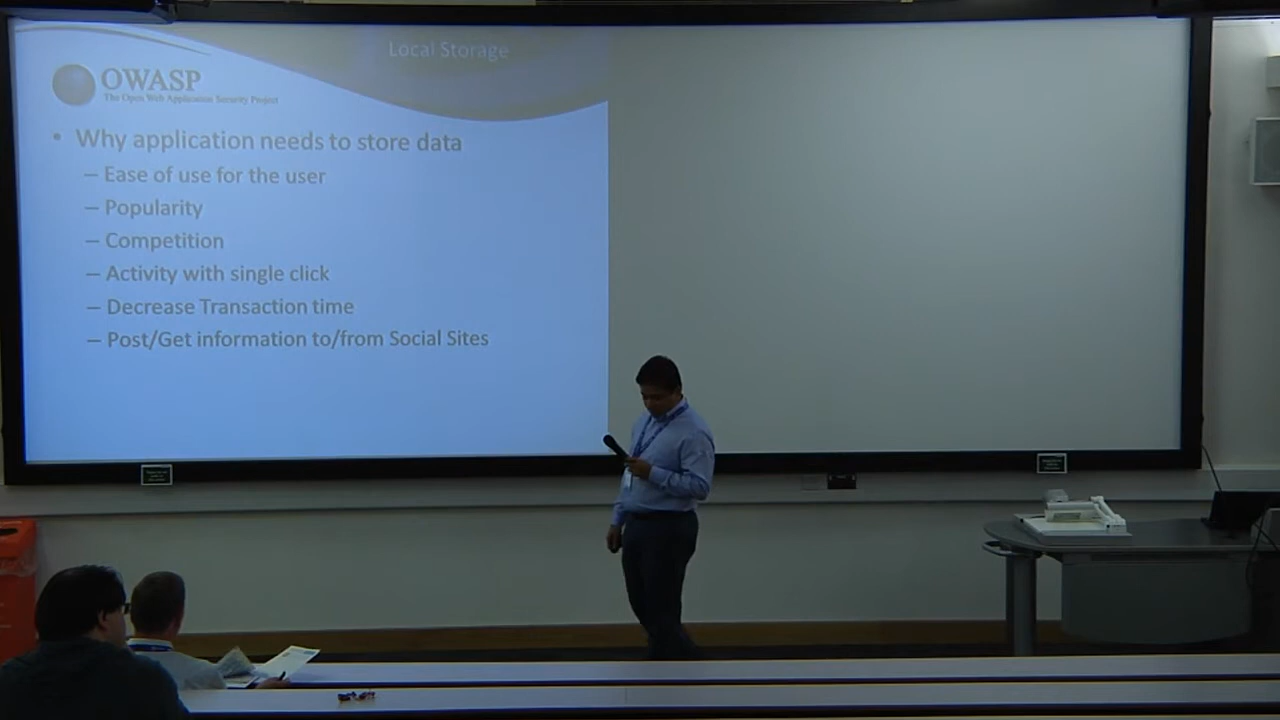 Local Storage
OWASP
The Open Web Application Security Project
• Why application needs to store data
– Ease of use for the user
– Popularity
– Competition
– Activity with single click
– Decrease Transaction time
– Post/Get information to/from Social Sites